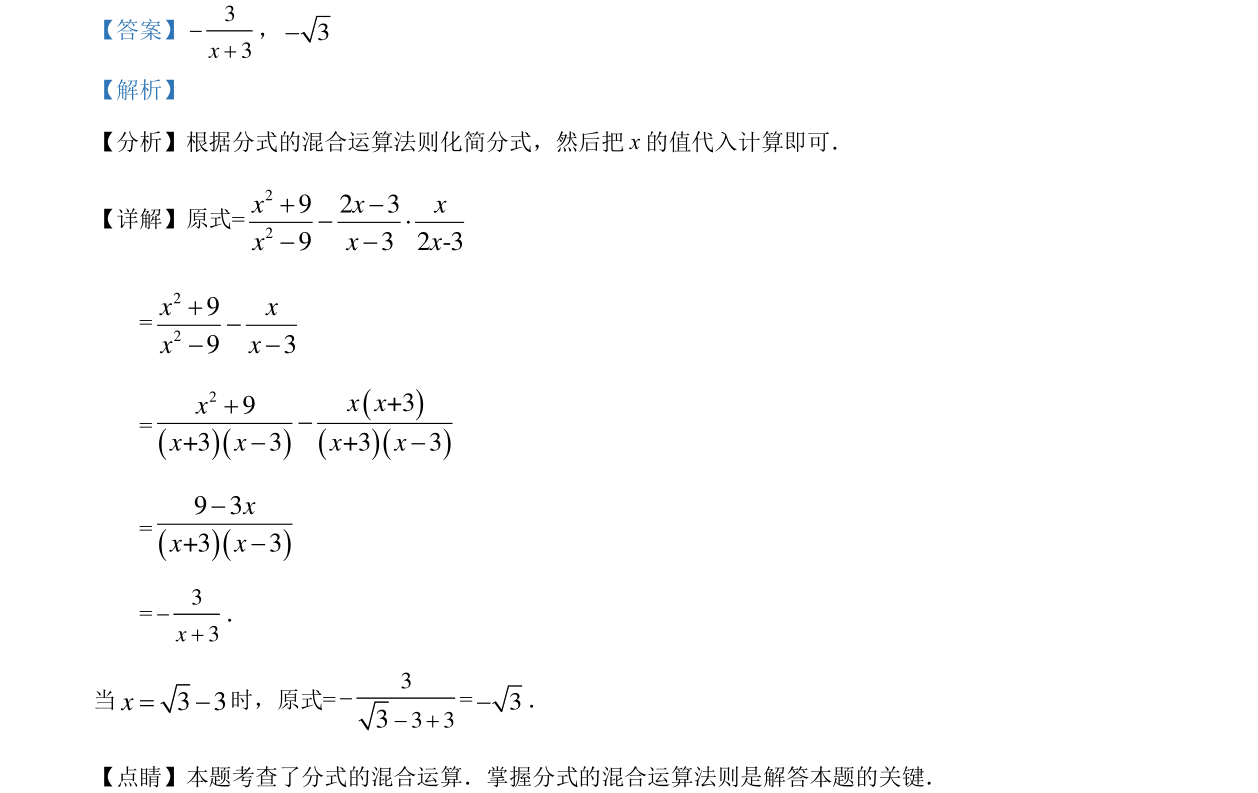 【答案】$-\frac{3}{x+3}$，$-\sqrt{3}$
【解析】
【分析】根据分式的混合运算法则化简分式，然后把 x 的值代入计算即可．
【详解】原式=$\frac{x^2+9}{x^2-9}-\frac{2x-3}{x-3}\cdot\frac{x}{2x-3}$
=$\frac{x^2+9}{x^2-9}-\frac{x}{x-3}$
=$\frac{x^2+9}{(x+3)(x-3)}-\frac{x(x+3)}{(x+3)(x-3)}$
=$\frac{9-3x}{(x+3)(x-3)}$
=$-\frac{3}{x+3}$．
当 $x=\sqrt{3}-3$ 时，原式=$-\frac{3}{\sqrt{3}-3+3}$=$-\sqrt{3}$．
【点睛】本题考查了分式的混合运算．掌握分式的混合运算法则是解答本题的关键．